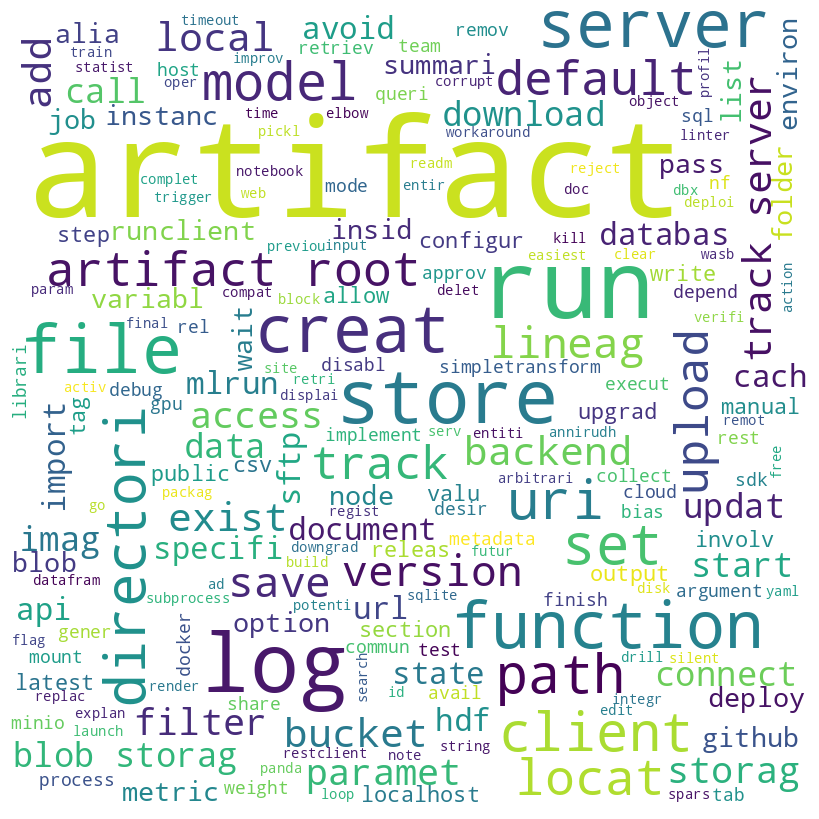 timeout
server
alia
local
avoid
remov
team
retriev
train
improv
add
statist
call
host
model
summari
default
profil
list
environ
oper
corrupt
queri
object
sql
job
instanc
time
elbow
download
linter
pickl
workaround
artifact
track server
notebook
readm
reject
doc
pass
complet
mode
entir
dbx
nf
folder
trigger
web
deploi
step
runclient
insid
configur
kill
databas
previou
input
easiest
clear
wasb
artifact root
run
approv
write
depend
action
param
variabl
compat
block
allow
delet
verifi
file
final
rel
wait
creat
lineag
upload
site
disabl
simpletransform
cach
librari
activ
debug
gpu
mlrun
retri
displai
store
execut
manual
tag
upgrad
remot
import
directori
access
implement
serv
entiti
annirudh
rest
free
data
sftp
track
backend
collect
public
csv
node
valu
arbitrari
cloud
sdk
go
packag
exist
regist
desir
uri
bias
updat
imag
specifi
document
downgrad
releas
metadata
set
involv
blob
datafram
build
version
futur
output
start
api
subprocess
ad
save
potenti
sqlite
disk
argument
yaml
gener
docker
option
url
finish
function
flag
mount
section
commun
test
drill
silent
latest
render
log
search
id
state
path
connect
replac
share
avail
integr
deploy
minio
explan
filter
bucket
hdf
string
edit
client
github
launch
restclient
note
blob storag
panda
paramet
locat
storag
process
metric
weight
loop
localhost
spars
tab